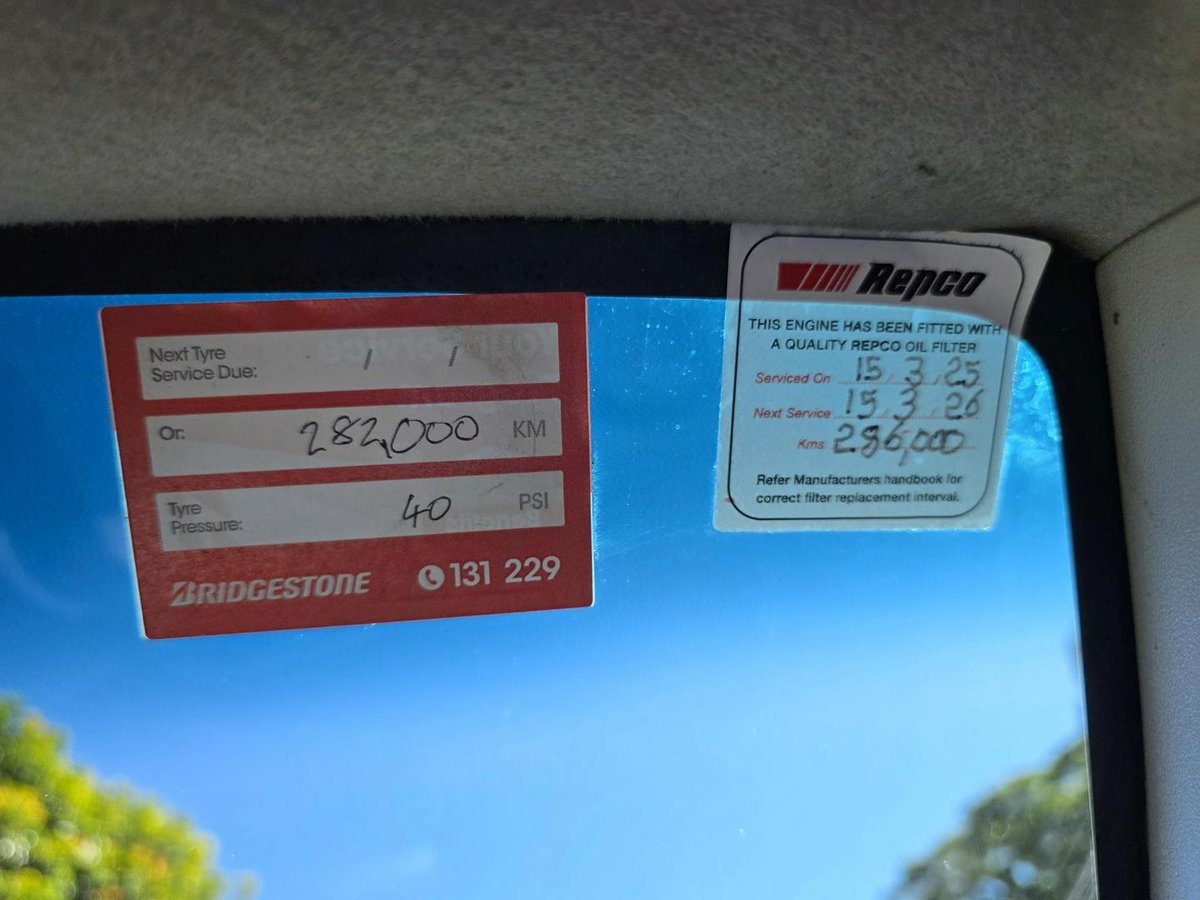 Next Tyre
Service Due: / /
Or: 282,000 KM
Tyre
Pressure: 40 PSI
BRIDGESTONE 131 229
Repco
THIS ENGINE HAS BEEN FITTED WITH
A QUALITY REPCO OIL FILTER
Serviced On 15/3/25
Next Service 15/3/26
Kms 286,000
Refer Manufacturers handbook for
correct filter replacement interval.